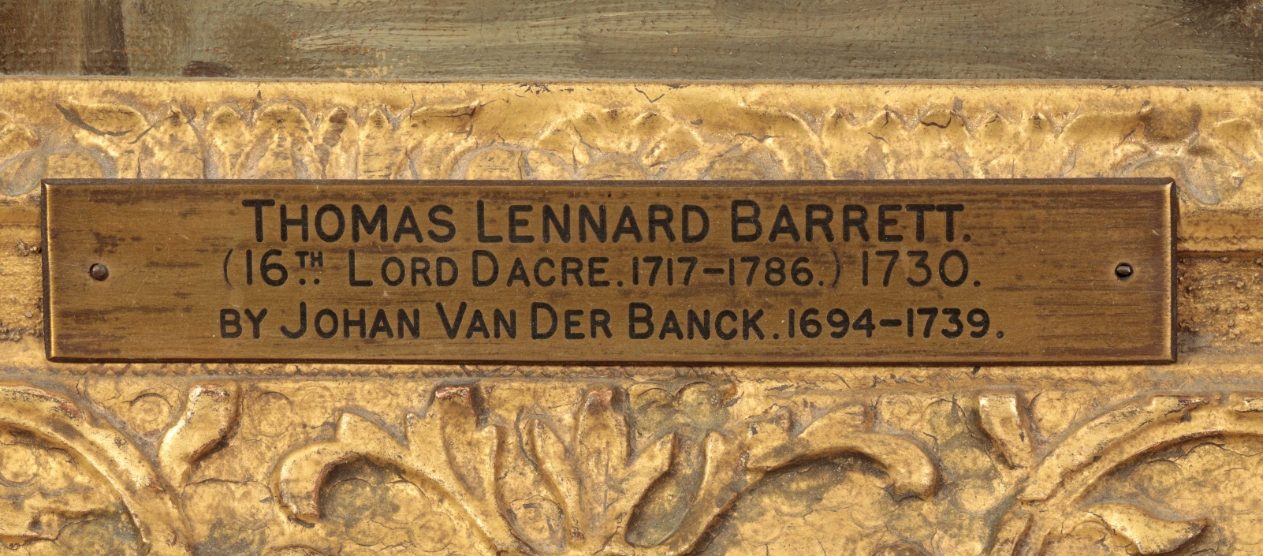 THOMAS LENNARD BARRETT.
(16TH LORD DACRE. 1717-1786.) 1730.
BY JOHAN VAN DER BANCK. 1694-1739.